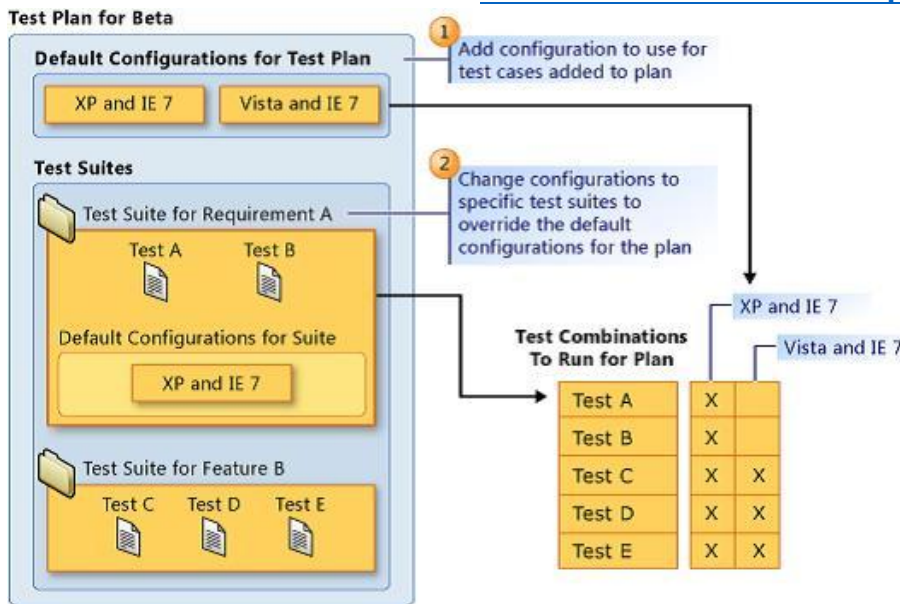 Test Plan for Beta
Default Configurations for Test Plan
XP and IE 7
Vista and IE 7
1
Add configuration to use for
test cases added to plan
Test Suites
Test Suite for Requirement A
2
Change configurations to
specific test suites to
override the default
configurations for the plan
Test A
Test B
Default Configurations for Suite
XP and IE 7
Test Suite for Feature B
Test C
Test D
Test E
XP and IE 7
Vista and IE 7
Test Combinations
To Run for Plan
Test A X
Test B X
Test C X X
Test D X X
Test E X X